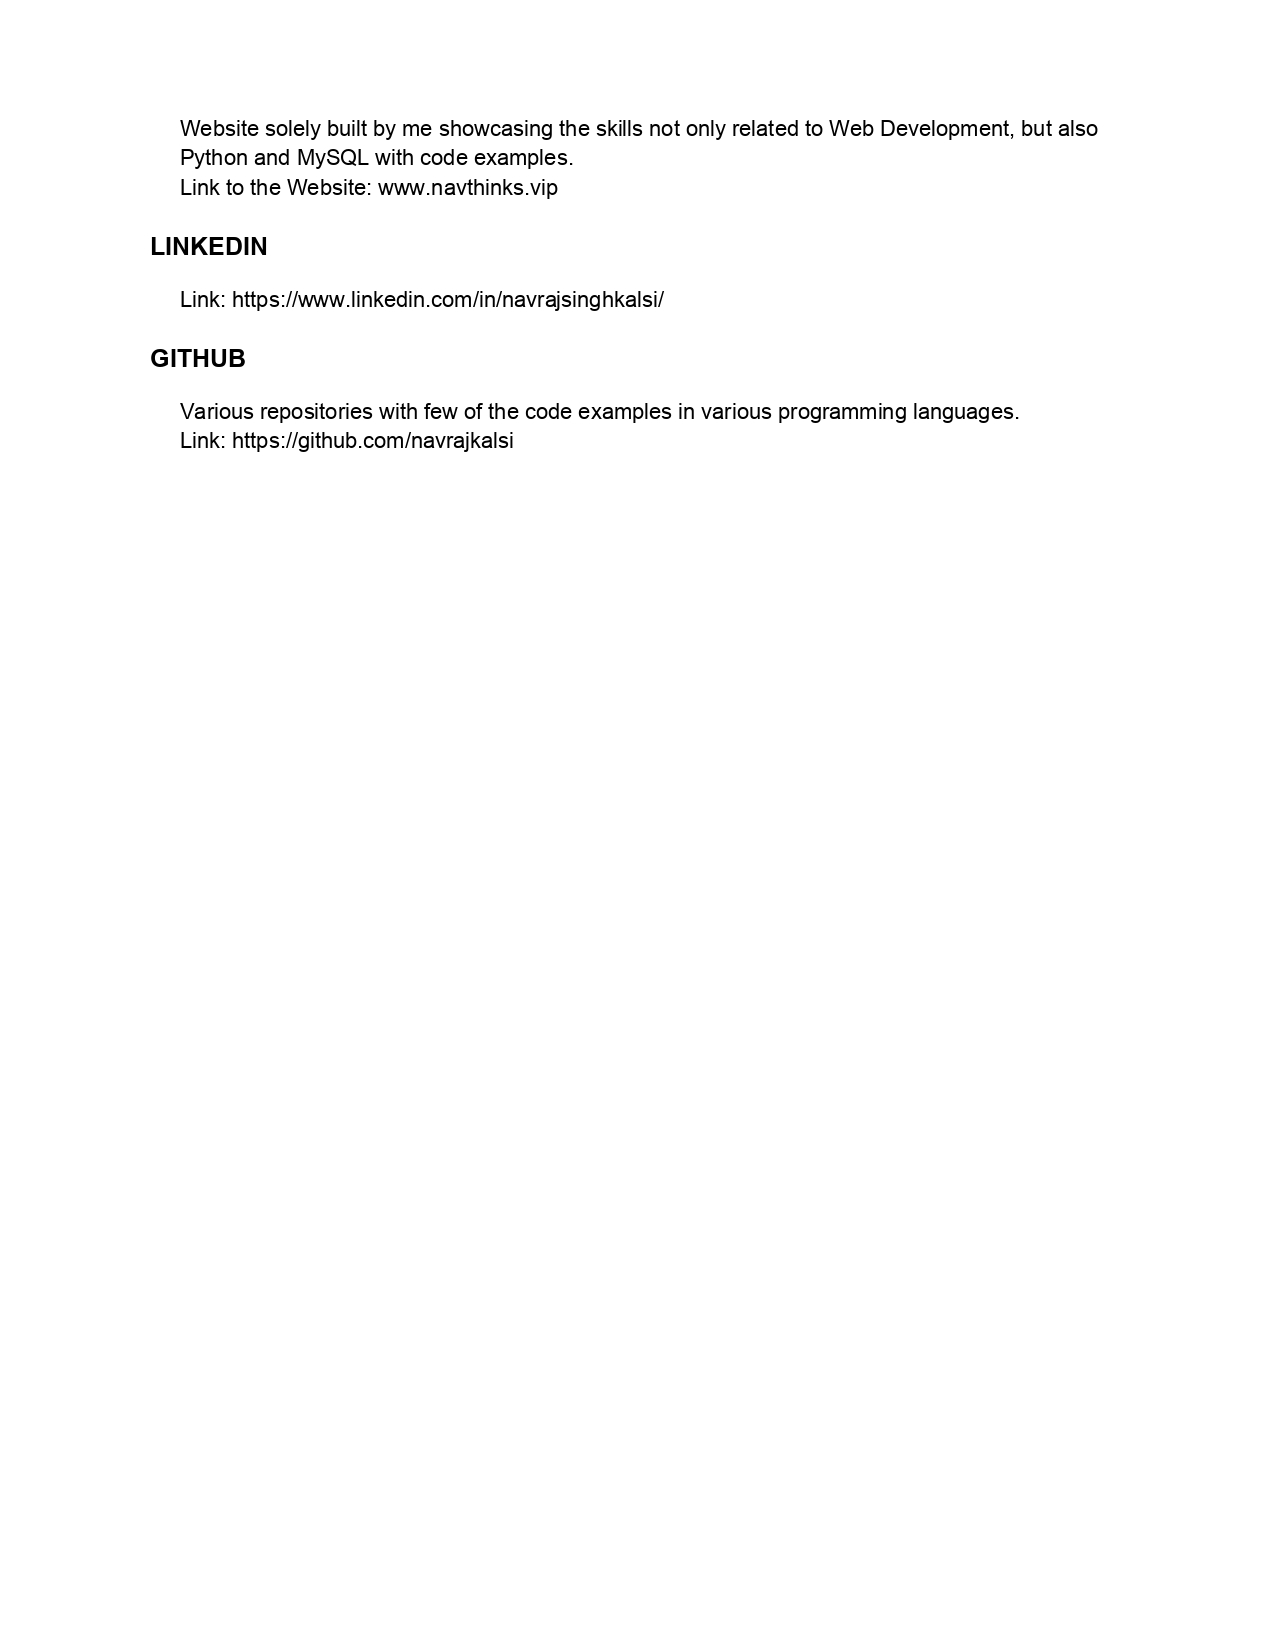 Website solely built by me showcasing the skills not only related to Web Development, but also
Python and MySQL with code examples.
Link to the Website: www.navthinks.vip
LINKEDIN
Link: https://www.linkedin.com/in/navrajsinghkalsi/
GITHUB
Various repositories with few of the code examples in various programming languages.
Link: https://github.com/navrajkalsi